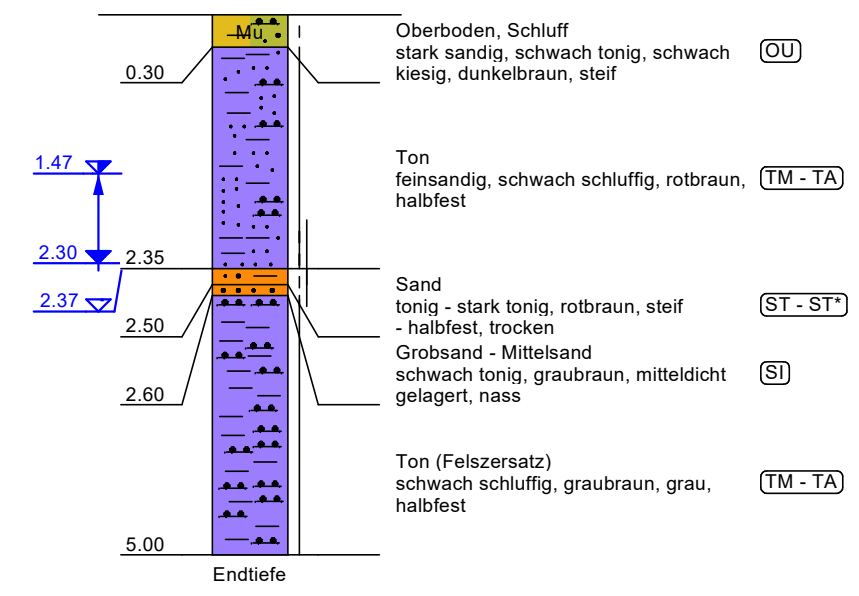 Mu
Oberboden, Schluff
stark sandig, schwach tonig, schwach
kiesig, dunkelbraun, steif
OU
0.30
1.47
Ton
feinsandig, schwach schluffig, rotbraun,
halbfest
TM - TA
2.30
2.35
2.37
Sand
tonig - stark tonig, rotbraun, steif
- halbfest, trocken
ST - ST*
2.50
Grobsand - Mittelsand
schwach tonig, graubraun, mitteldicht
gelagert, nass
SI
2.60
Ton (Felszersatz)
schwach schluffig, graubraun, grau,
halbfest
TM - TA
5.00
Endtiefe